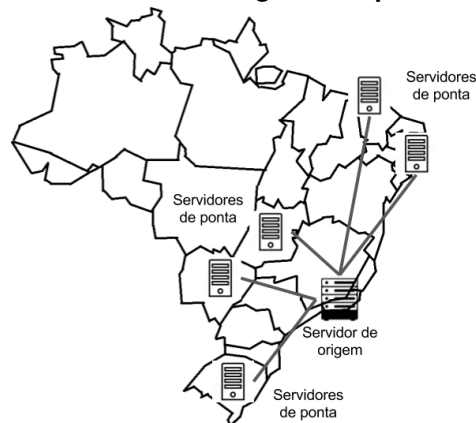 Servidores
de ponta
Servidores
de ponta
Servidor de
origem
Servidores
de ponta